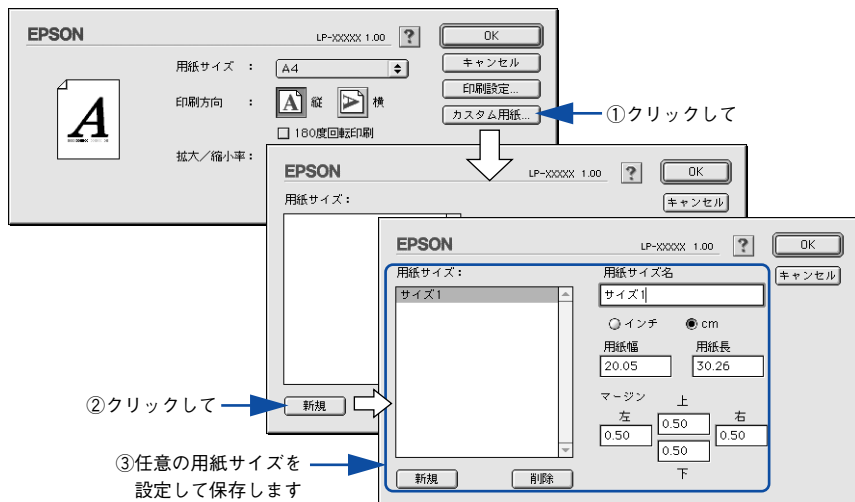 EPSON
LP-XXXXX 1.00
?
OK
用紙サイズ :
A4
キャンセル
印刷設定...
印刷方向 :
A
縦
A
横
カスタム用紙...
①クリックして
A
180度回転印刷
拡大/縮小率:
EPSON
LP-XXXXX 1.00
?
OK
用紙サイズ:
キャンセル
②クリックして
新規
EPSON
LP-XXXXX 1.00
?
OK
用紙サイズ:
用紙サイズ名
キャンセル
サイズ1
サイズ1
インチ
cm
用紙幅
用紙長
20.05
30.26
マージン
上
左
0.50
右
0.50
0.50
0.50
下
③任意の用紙サイズを
設定して保存します
新規
削除